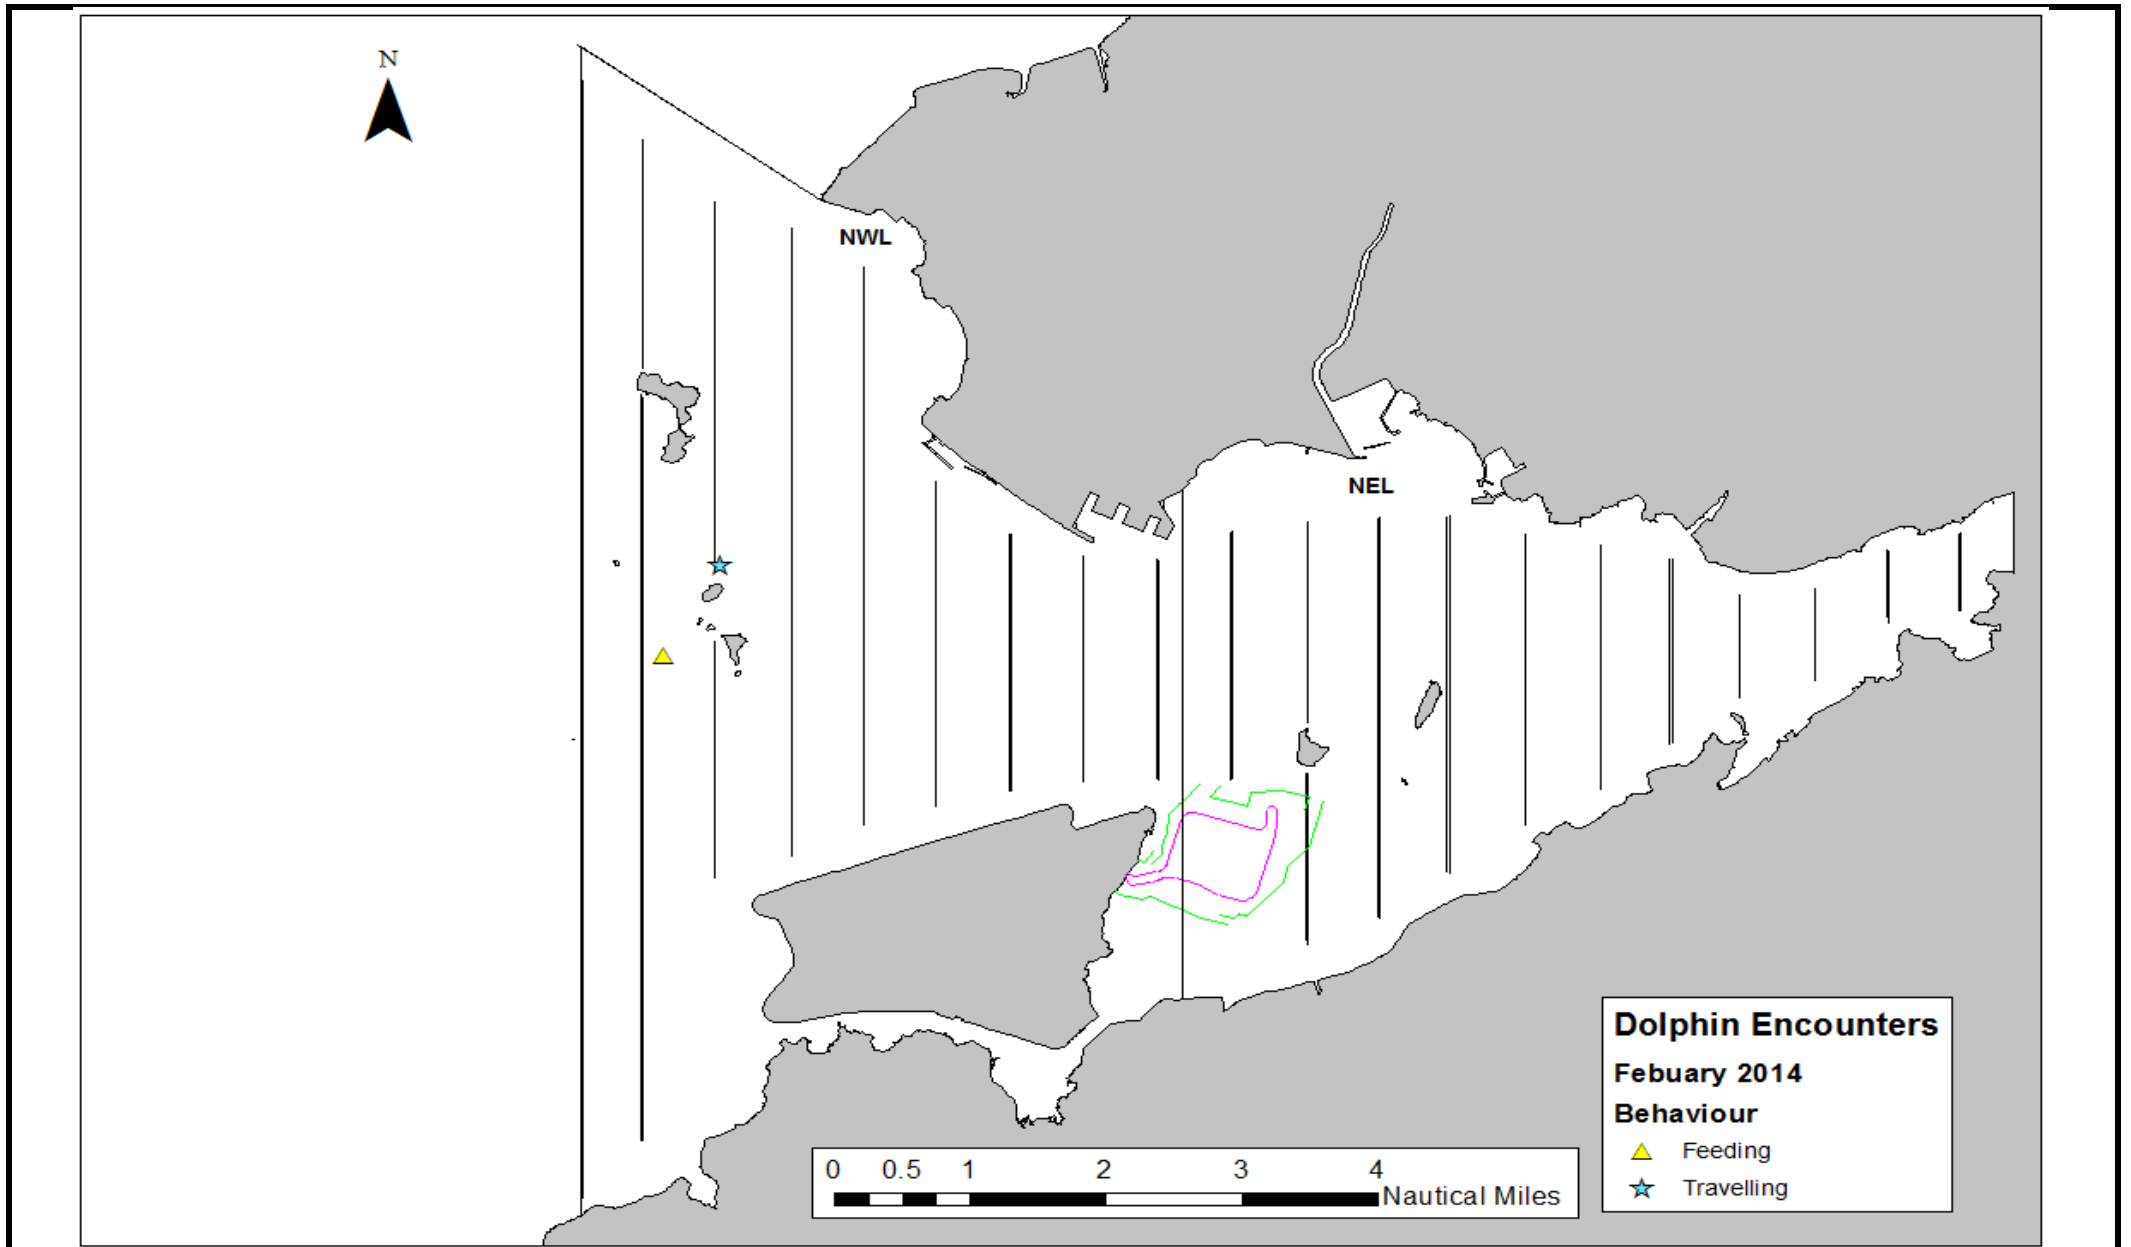 N
NWL
NEL
Dolphin Encounters
Febuary 2014
Behaviour
Feeding
Travelling
0 0.5 1 2 3 4
Nautical Miles